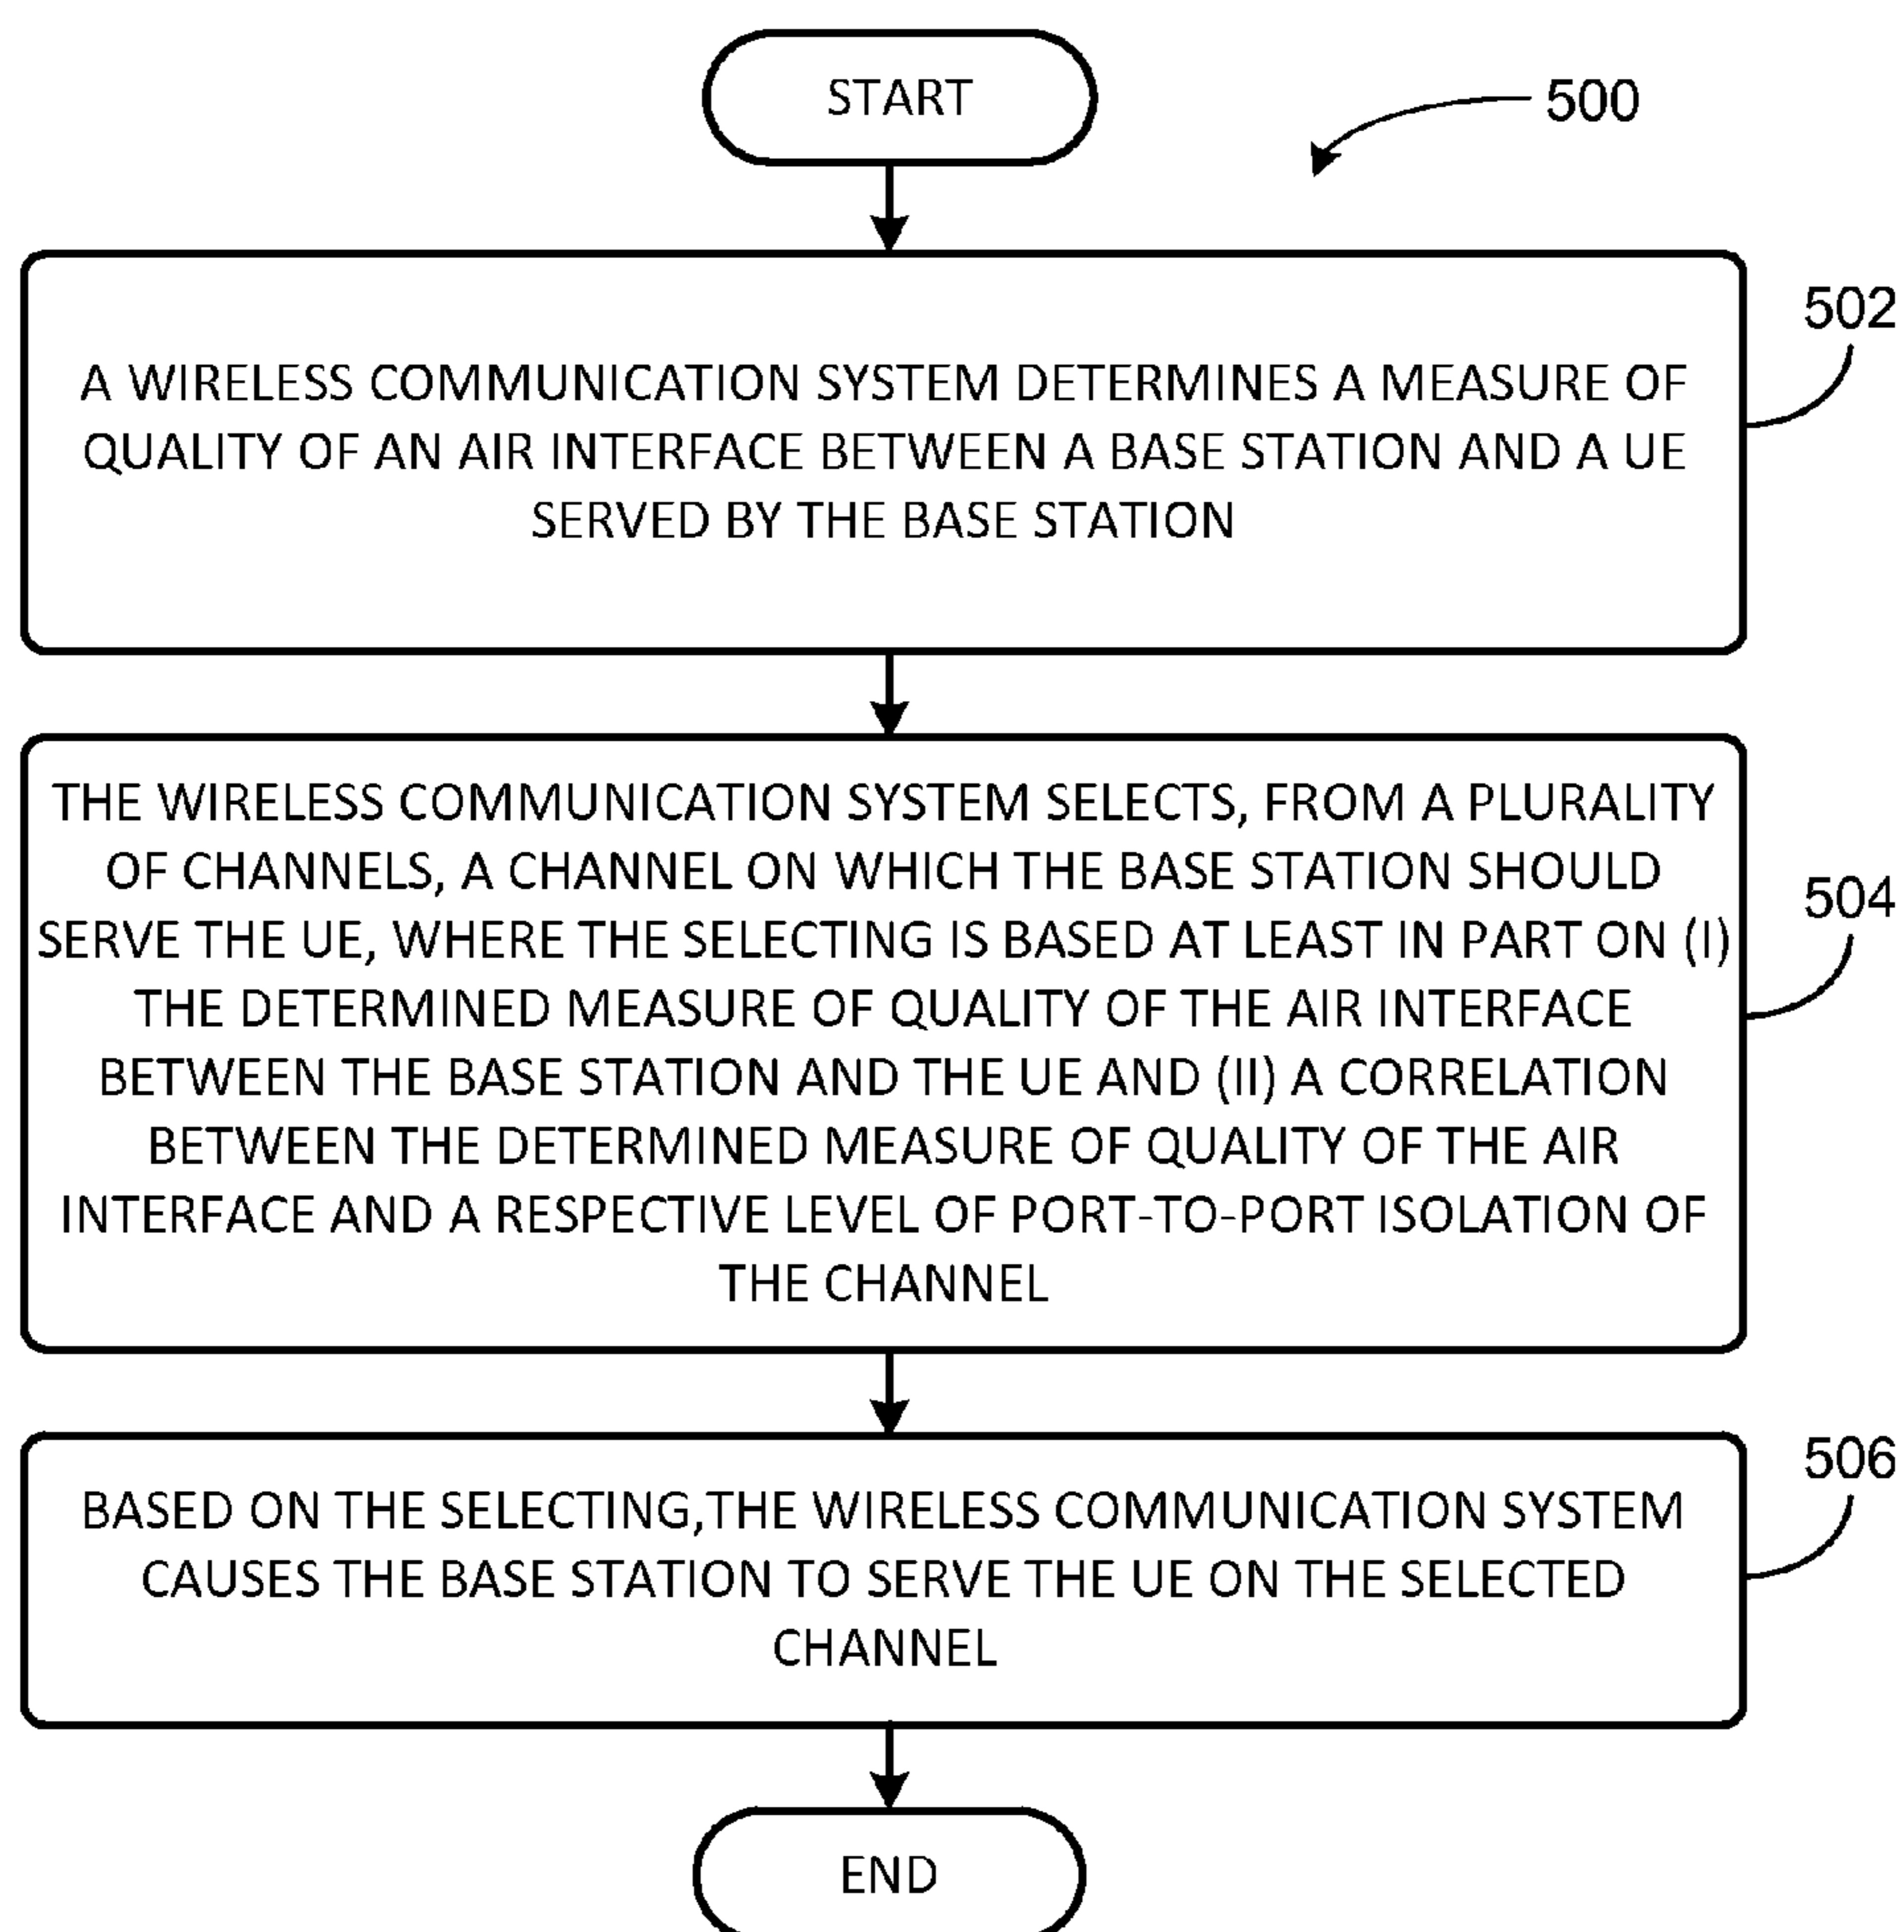 START
500
502
A WIRELESS COMMUNICATION SYSTEM DETERMINES A MEASURE OF
QUALITY OF AN AIR INTERFACE BETWEEN A BASE STATION AND A UE
SERVED BY THE BASE STATION
THE WIRELESS COMMUNICATION SYSTEM SELECTS, FROM A PLURALITY
OF CHANNELS, A CHANNEL ON WHICH THE BASE STATION SHOULD
504
SERVE THE UE, WHERE THE SELECTING IS BASED AT LEAST IN PART ON (I)
THE DETERMINED MEASURE OF QUALITY OF THE AIR INTERFACE
BETWEEN THE BASE STATION AND THE UE AND (II) A CORRELATION
BETWEEN THE DETERMINED MEASURE OF QUALITY OF THE AIR
INTERFACE AND A RESPECTIVE LEVEL OF PORT-TO-PORT ISOLATION OF
THE CHANNEL
506
BASED ON THE SELECTING,THE WIRELESS COMMUNICATION SYSTEM
CAUSES THE BASE STATION TO SERVE THE UE ON THE SELECTED
CHANNEL
END